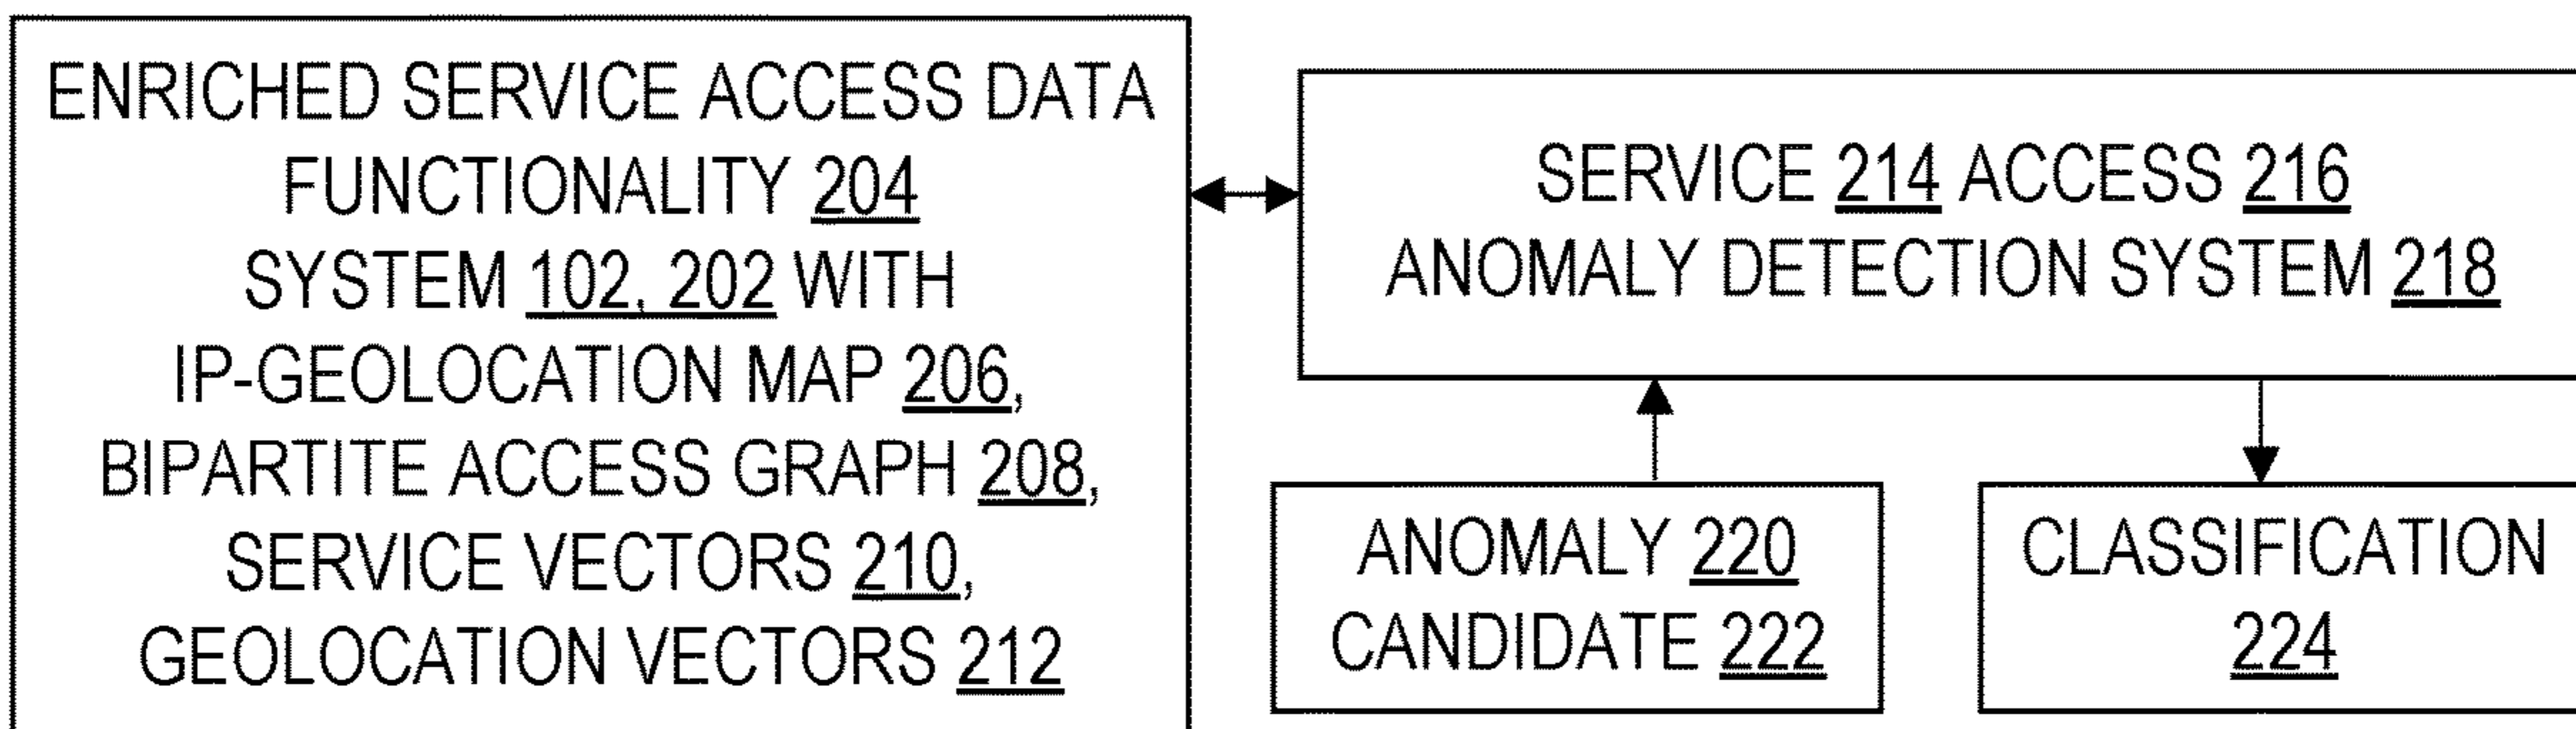 ENRICHED SERVICE ACCESS DATA
FUNCTIONALITY 204
SYSTEM 102, 202 WITH
IP-GEOLOCATION MAP 206,
BIPARTITE ACCESS GRAPH 208,
SERVICE VECTORS 210,
GEOLOCATION VECTORS 212
SERVICE 214 ACCESS 216
ANOMALY DETECTION SYSTEM 218
ANOMALY 220
CANDIDATE 222
CLASSIFICATION
224